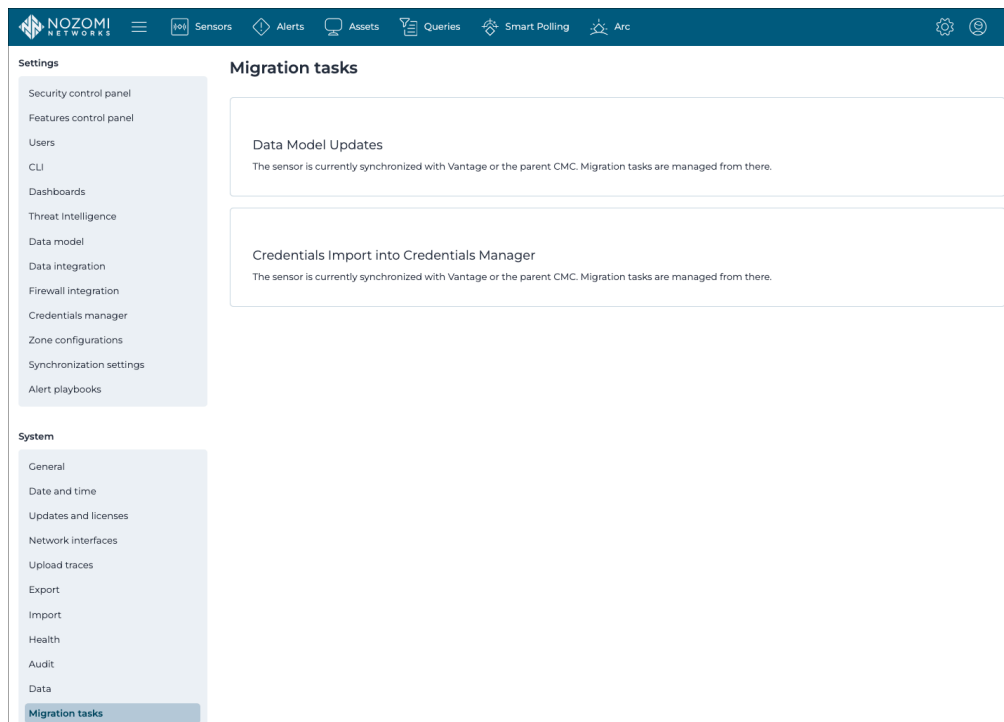 NOZOMI
NETWORKS
Sensors
Alerts
Assets
Queries
Smart Polling
Arc
Settings
Security control panel
Features control panel
Users
CLI
Dashboards
Threat Intelligence
Data model
Data integration
Firewall integration
Credentials manager
Zone configurations
Synchronization settings
Alert playbooks
System
General
Date and time
Updates and licenses
Network interfaces
Upload traces
Export
Import
Health
Audit
Data
Migration tasks
Migration tasks
Data Model Updates
The sensor is currently synchronized with Vantage or the parent CMC. Migration tasks are managed from there.
Credentials Import into Credentials Manager
The sensor is currently synchronized with Vantage or the parent CMC. Migration tasks are managed from there.